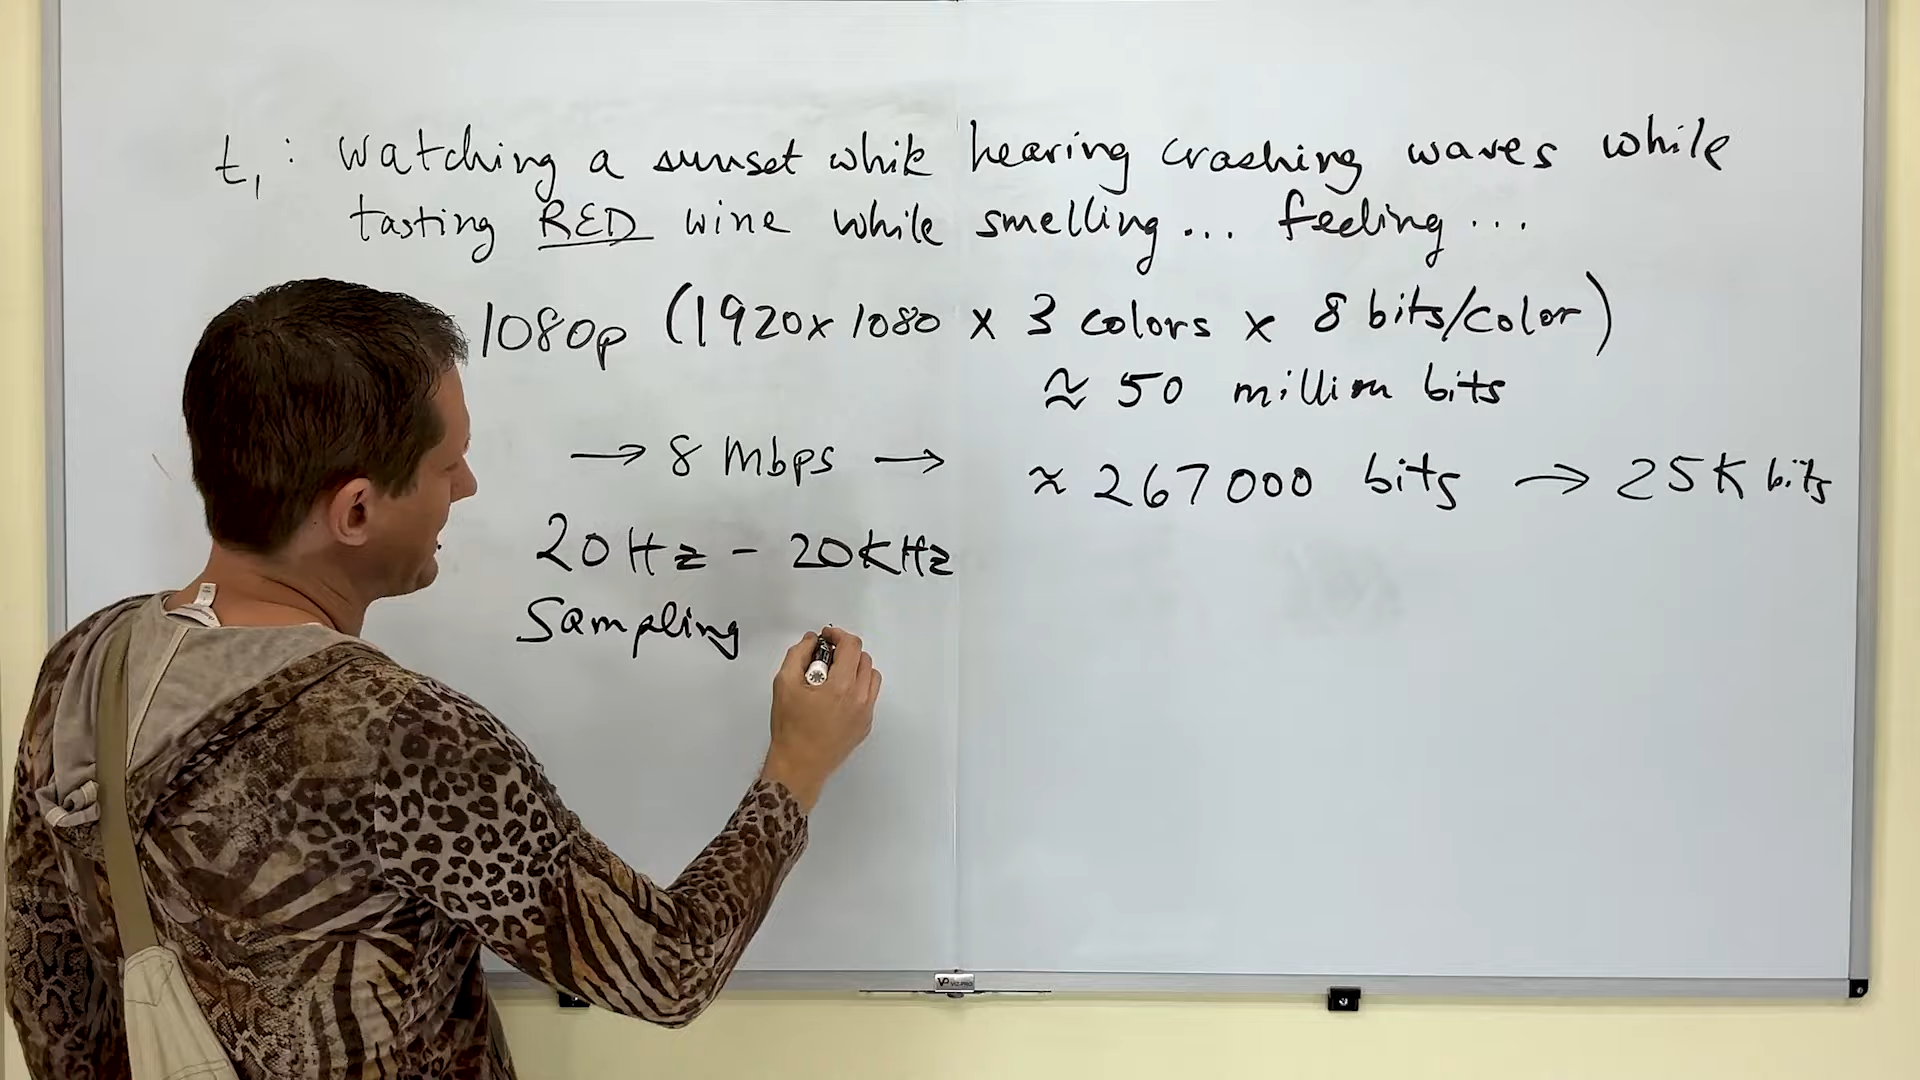 t₁ : watching a sunset while hearing crashing waves while
tasting RED wine while smelling... feeling...
1080p (1920x1080 x 3 colors x 8 bits/color)
≈ 50 million bits
→ 8 Mbps → ≈ 267000 bits → 25K bits
20Hz - 20KHz
Sampling